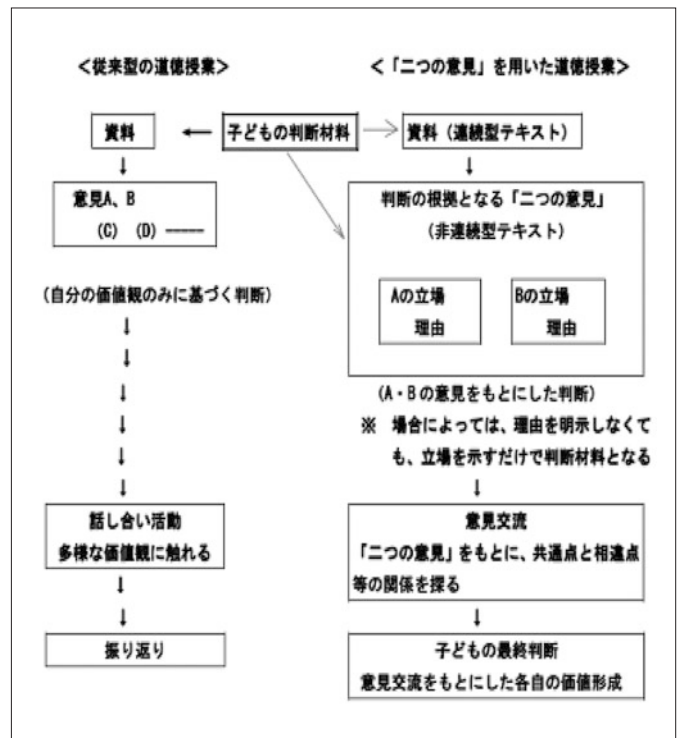 ＜従来型の道徳授業＞
＜「二つの意見」を用いた道徳授業＞
資料
子どもの判断材料
資料（連続型テキスト）
意見A、B
(C) (D) -----
判断の根拠となる「二つの意見」
（非連続型テキスト）
Aの立場
理由
Bの立場
理由
（自分の価値観のみに基づく判断）
（A・Bの意見をもとにした判断）
※ 場合によっては、理由を明示しなくて
も、立場を示すだけで判断材料となる
話し合い活動
多様な価値観に触れる
意見交流
「二つの意見」をもとに、共通点と相違点
等の関係を探る
振り返り
子どもの最終判断
意見交流をもとにした各自の価値形成